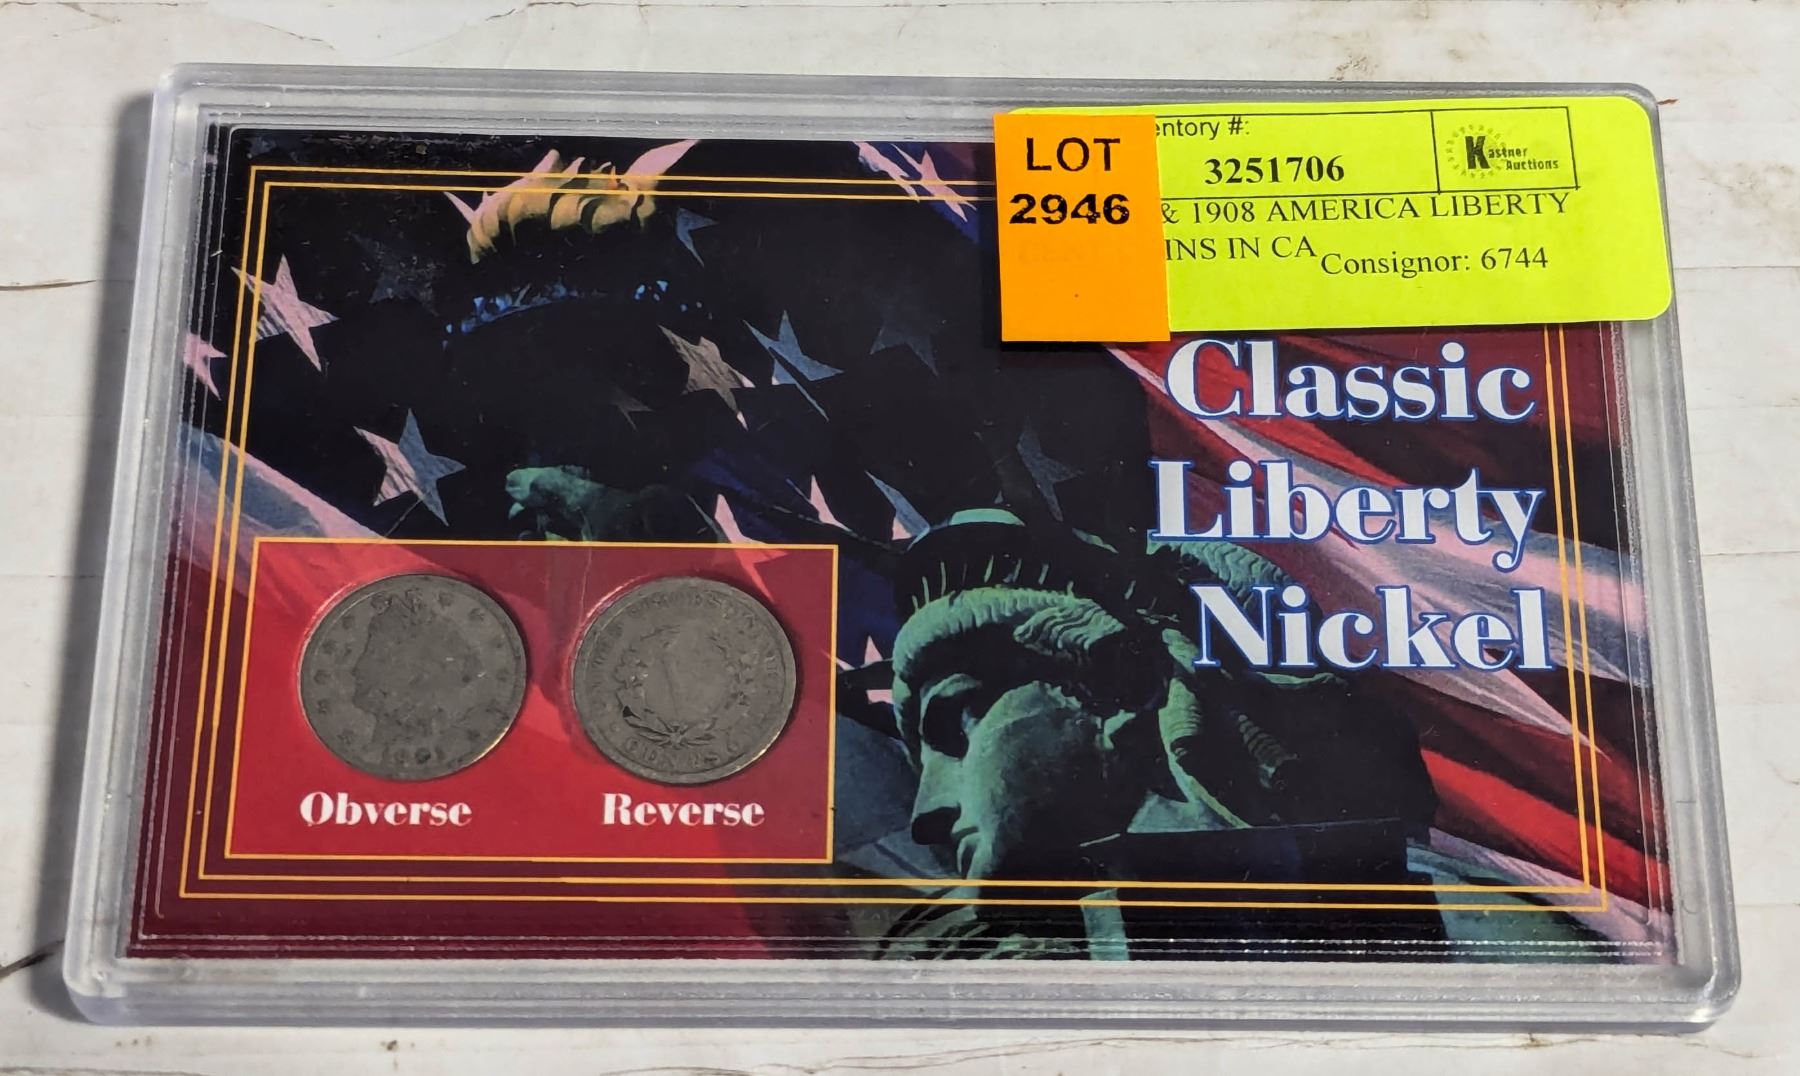 LOT
2946
entory #:
3251706
Kastner
Auctions
& 1908 AMERICA LIBERTY
INS IN CA
Consignor: 6744
Classic
Liberty
Nickel
Obverse
Reverse